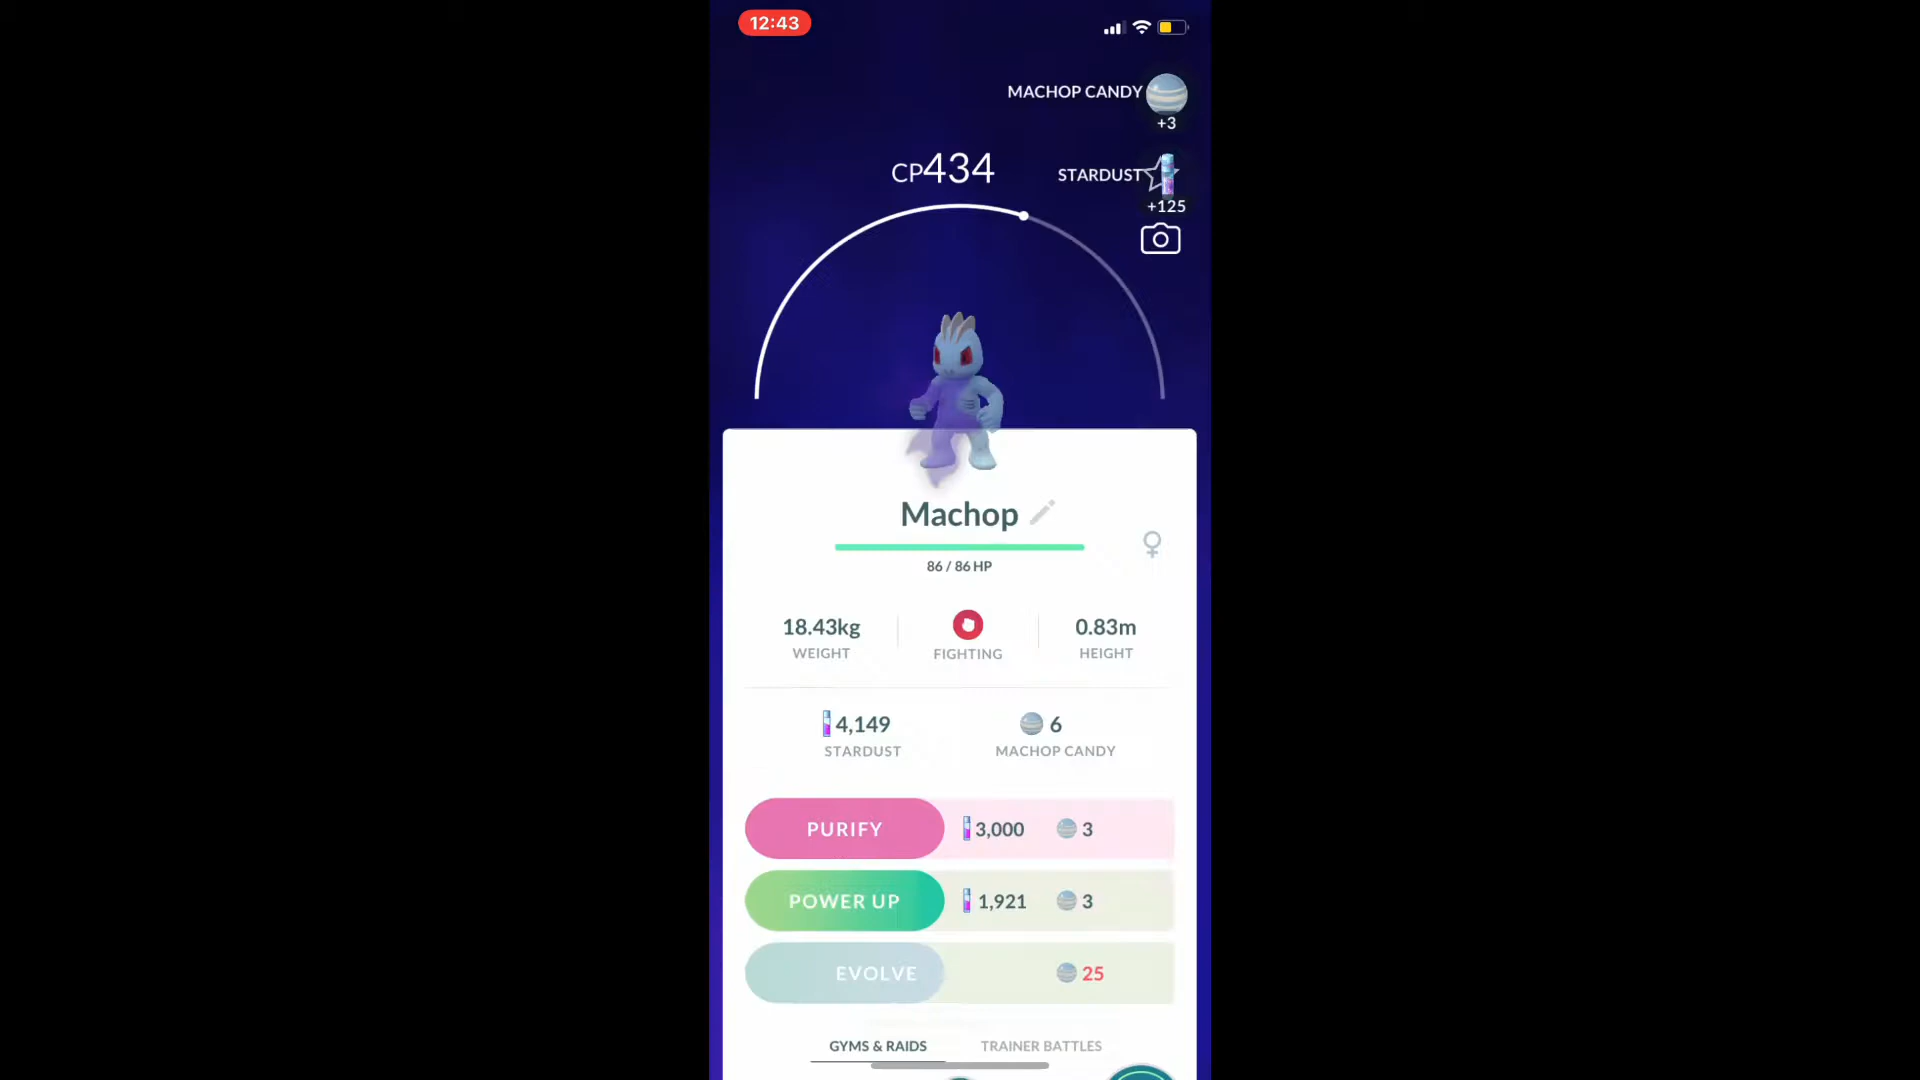 12:43
MACHOP CANDY
+3
CP434
STARDUST
+125
Machop
86 / 86 HP
18.43kg
WEIGHT
FIGHTING
0.83m
HEIGHT
4,149
STARDUST
6
MACHOP CANDY
PURIFY 3,000 3
POWER UP 1,921 3
EVOLVE 25
GYMS & RAIDS TRAINER BATTLES